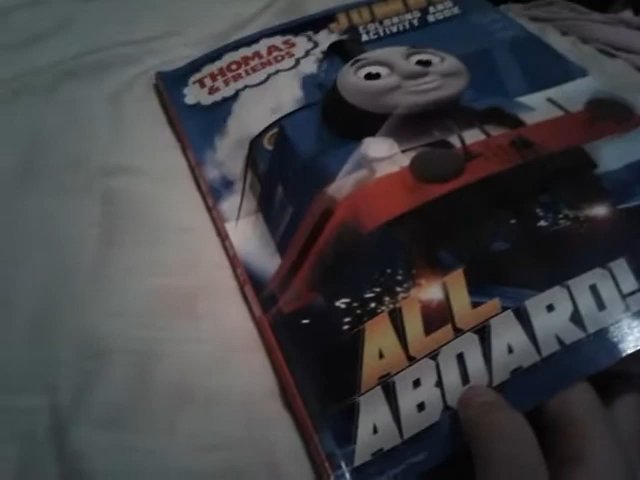 JUMBO
COLORING AND
ACTIVITY BOOK
THOMAS
& FRIENDS
ALL
ABOARD!